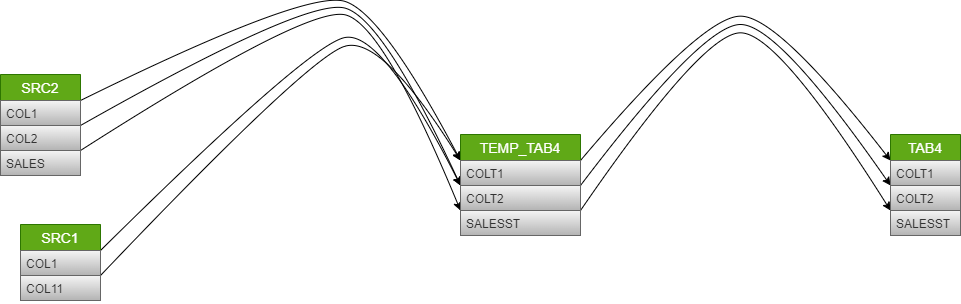 SRC2
COL1
COL2
SALES
SRC1
COL1
COL11
TEMP_TAB4
COLT1
COLT2
SALESST
TAB4
COLT1
COLT2
SALESST